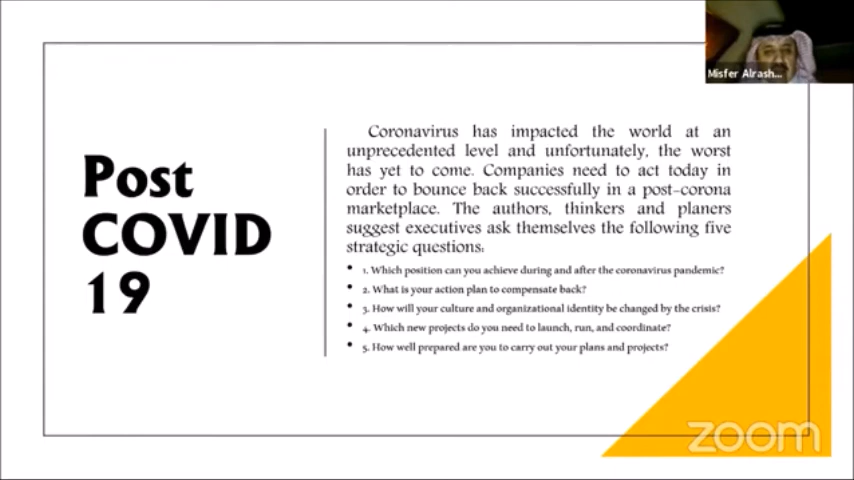 Misfer Alrash...
Post
COVID
19
Coronavirus has impacted the world at an
unprecedented level and unfortunately, the worst
has yet to come. Companies need to act today in
order to bounce back successfully in a post-corona
marketplace. The authors, thinkers and planers
suggest executives ask themselves the following five
strategic questions:
• 1. Which position can you achieve during and after the coronavirus pandemic?
• 2. What is your action plan to compensate back?
• 3. How will your culture and organizational identity be changed by the crisis?
• 4. Which new projects do you need to launch, run, and coordinate?
• 5. How well prepared are you to carry out your plans and projects?
zoom